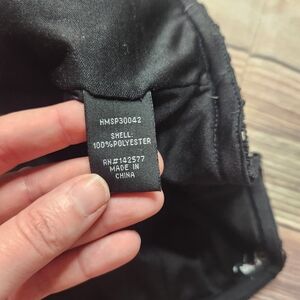 HMSP30042
SHELL:
100%POLYESTER
RN#142577
MADE IN
CHINA